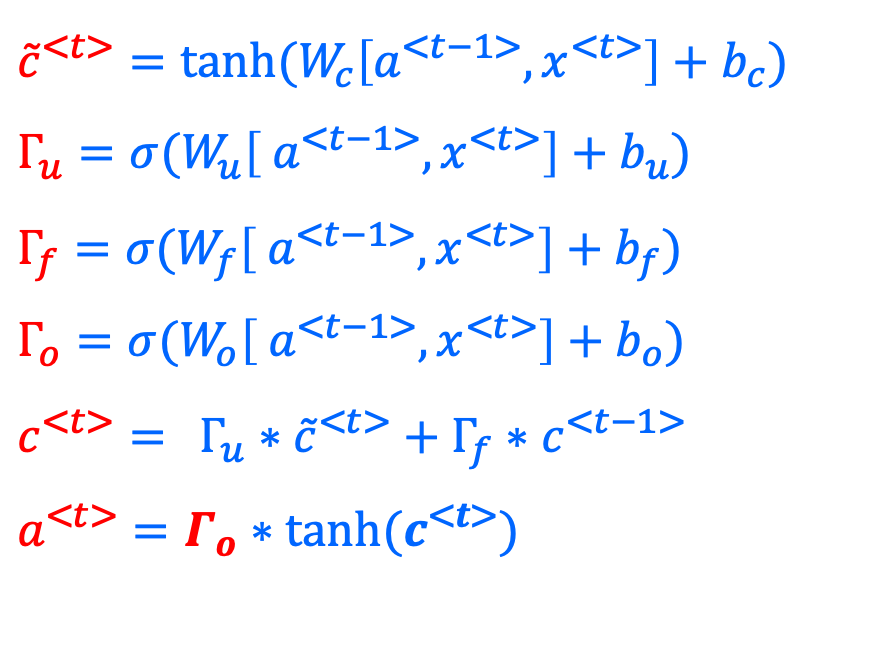 c̃^{<t−1>} = tanh(W_c[a^{<t−1>}, x^{<t>}] + b_c)
Γ_u = σ(W_u[ a^{<t−1>}, x^{<t>}] + b_u)
Γ_f = σ(W_f[ a^{<t−1>}, x^{<t>}] + b_f)
Γ_o = σ(W_o[ a^{<t−1>}, x^{<t>}] + b_o)
c^{<t>} = Γ_u * c̃^{<t>} + Γ_f * c^{<t−1>}
a^{<t>} = Γ_o * tanh(c^{<t>})